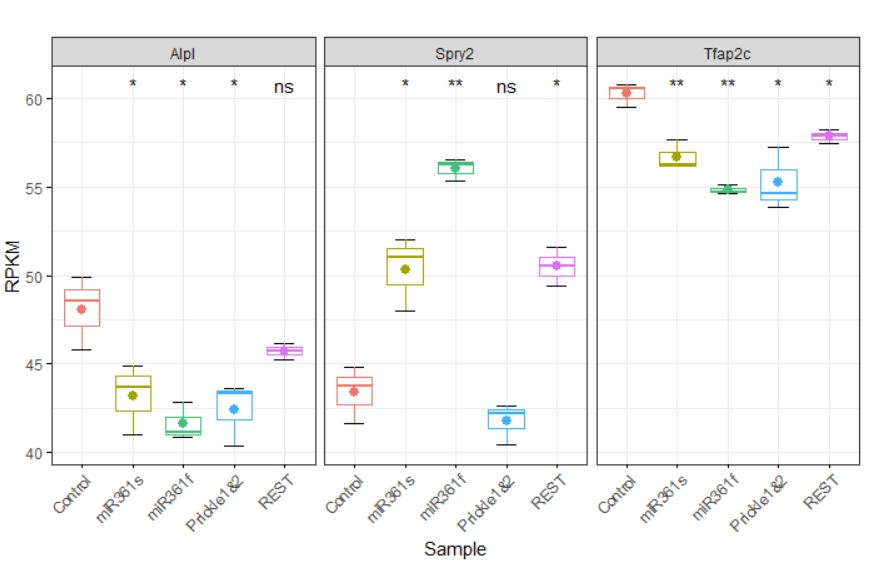 Alpl Spry2 Tfap2c
* * * ns * ** ns * ** ** * *
60
55
50
45
40
RPKM
Control miR361s miR361f Prickle1&2 REST Control miR361s miR361f Prickle1&2 REST Control miR361s miR361f Prickle1&2 REST
Sample